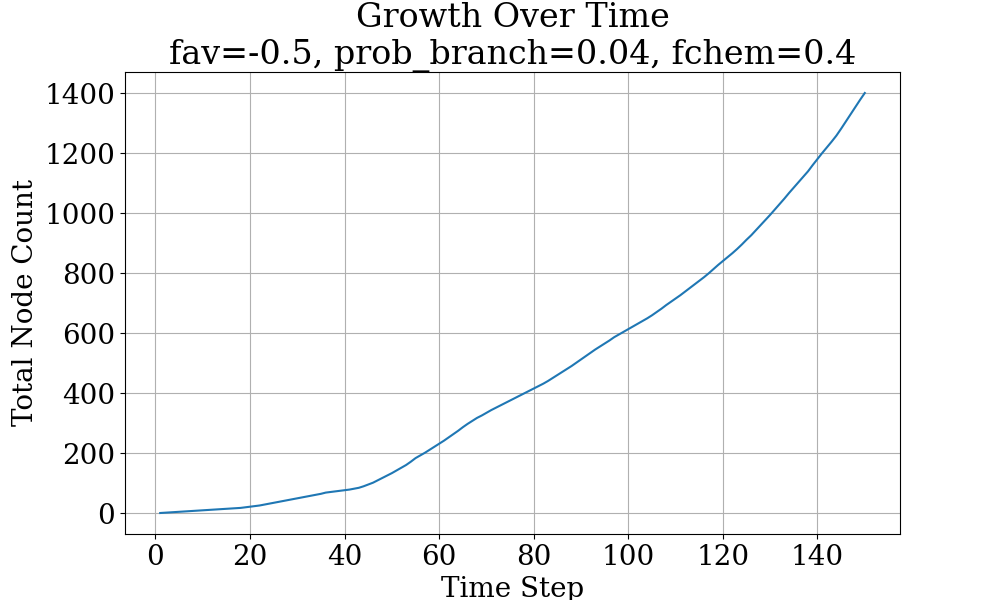 Growth Over Time
fav=-0.5, prob_branch=0.04, fchem=0.4
Total Node Count
1400
1200
1000
800
600
400
200
0
0 20 40 60 80 100 120 140
Time Step